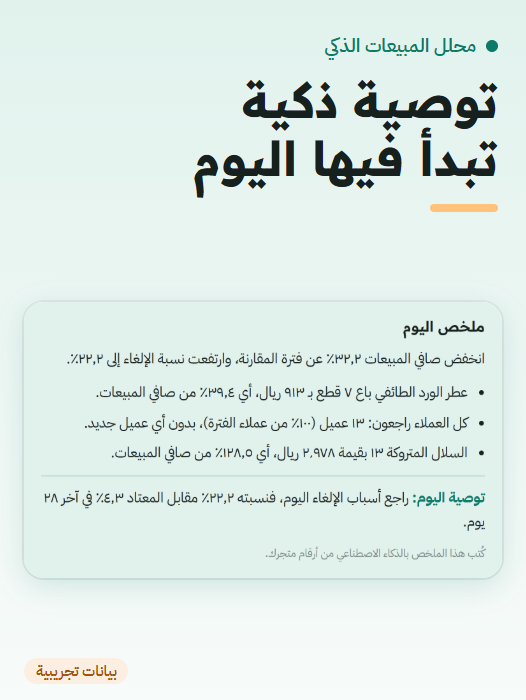 محلل المبيعات الذكي
توصية ذكية
تبدأ فيها اليوم
ملخص اليوم
انخفض صافي المبيعات ٣٢,٢٪ عن فترة المقارنة، وارتفعت نسبة الإلغاء إلى ٢٢,٢٪.
• عطر الورد الطائفي باع ٧ قطع بـ ٩١٣ ريال، أي ٣٩,٤٪ من صافي المبيعات.
• كل العملاء راجعون: ١٣ عميل (١٠٠٪ من عملاء الفترة)، بدون أي عميل جديد.
• السلال المتروكة ١٣ بقيمة ٢,٩٧٨ ريال، أي ١٢٨,٥٪ من صافي المبيعات.
توصية اليوم: راجع أسباب الإلغاء اليوم، فنسبته ٢٢,٢٪ مقابل المعتاد ٤,٣٪ في آخر ٢٨
يوم.
كُتب هذا الملخص بالذكاء الاصطناعي من أرقام متجرك.
بيانات تجريبية